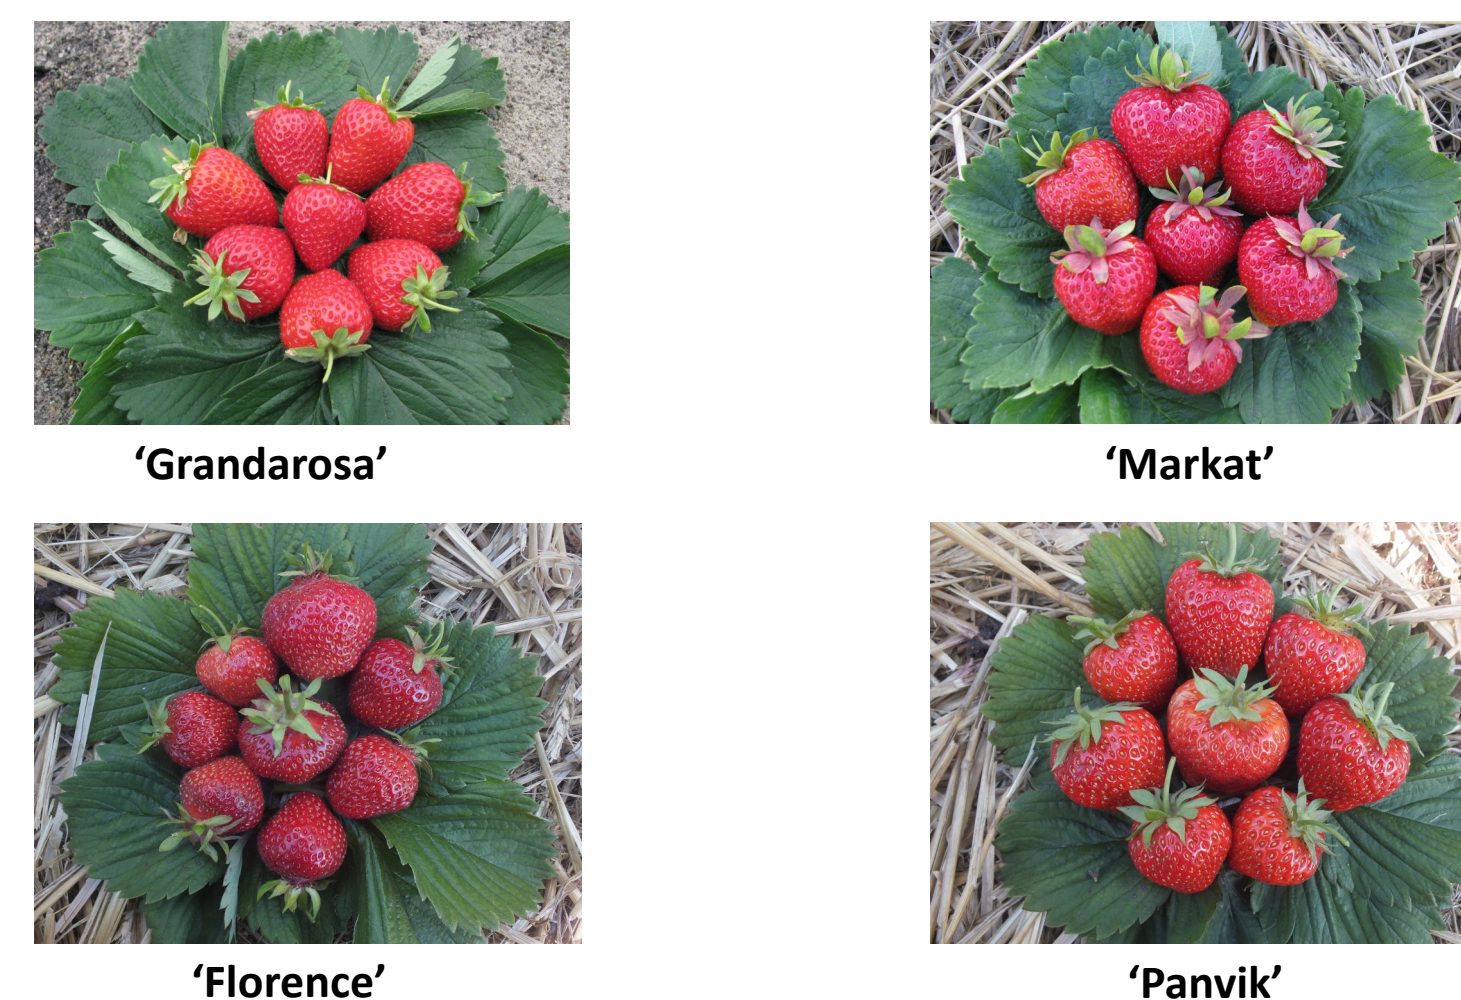 ‘Grandarosa’
‘Markat’
‘Florence’
‘Panvik’